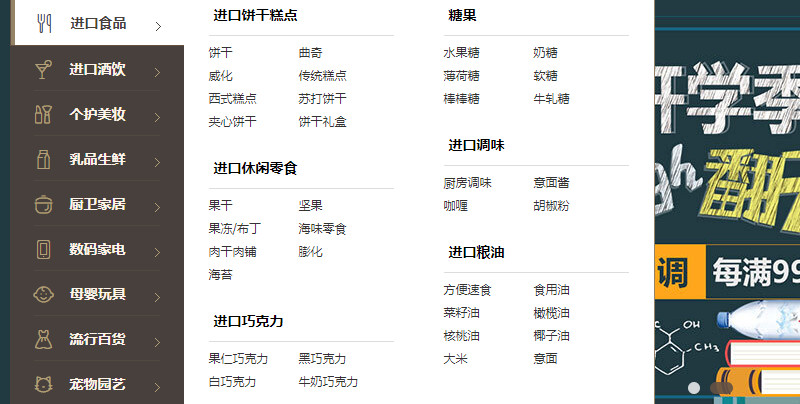 进口食品
进口酒饮
个护美妆
乳品生鲜
厨卫家居
数码家电
母婴玩具
流行百货
宠物园艺
进口饼干糕点
饼干 曲奇
威化 传统糕点
西式糕点 苏打饼干
夹心饼干 饼干礼盒
进口休闲零食
果干 坚果
果冻/布丁 海味零食
肉干肉铺 膨化
海苔
进口巧克力
果仁巧克力 黑巧克力
白巧克力 牛奶巧克力
糖果
水果糖 奶糖
薄荷糖 软糖
棒棒糖 牛轧糖
进口调味
厨房调味 意面酱
咖喱 胡椒粉
进口粮油
方便速食 食用油
菜籽油 橄榄油
核桃油 椰子油
大米 意面
开学季
翻
调 每满99
OH
CH3